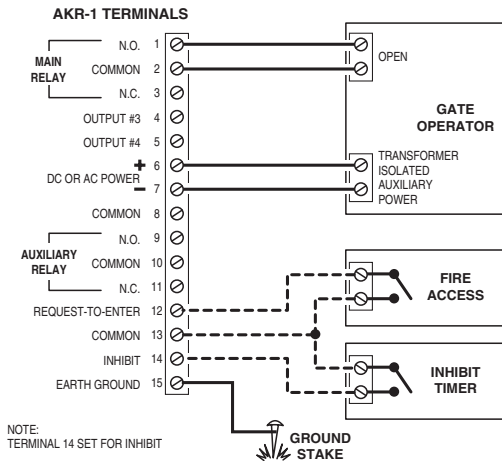 AKR-1 TERMINALS
MAIN
RELAY
N.O. 1
COMMON 2
N.C. 3
OUTPUT #3 4
OUTPUT #4 5
+ 6
DC OR AC POWER
– 7
COMMON 8
AUXILIARY
RELAY
N.O. 9
COMMON 10
N.C. 11
REQUEST-TO-ENTER 12
COMMON 13
INHIBIT 14
EARTH GROUND 15
OPEN
GATE
OPERATOR
TRANSFORMER
ISOLATED
AUXILIARY
POWER
FIRE
ACCESS
INHIBIT
TIMER
GROUND
STAKE
NOTE:
TERMINAL 14 SET FOR INHIBIT